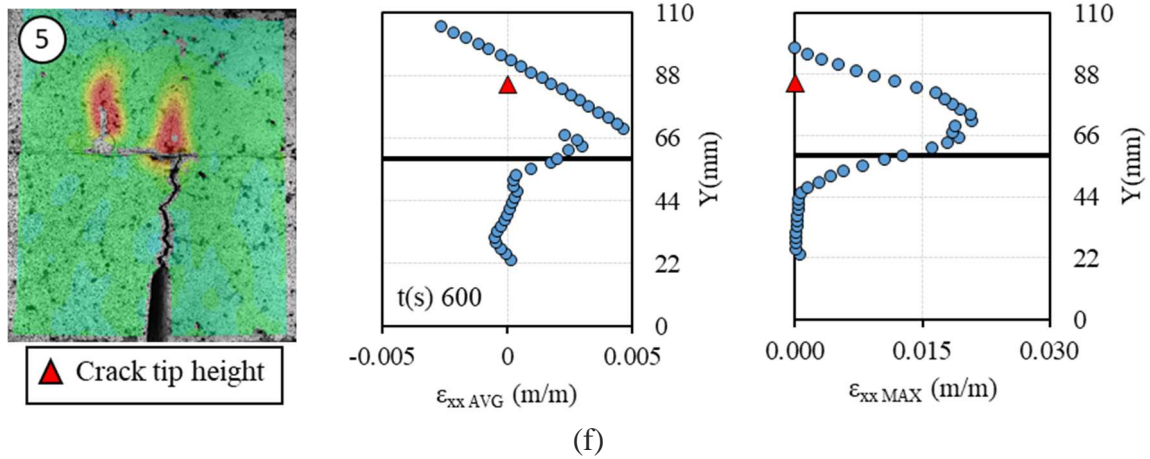 5
Crack tip height
110
88
66
44
22
0
Y(mm)
t(s) 600
-0.005 0 0.005
εxx AVG (m/m)
110
88
66
44
22
0
Y(mm)
0.000 0.015 0.030
εxx MAX (m/m)
(f)